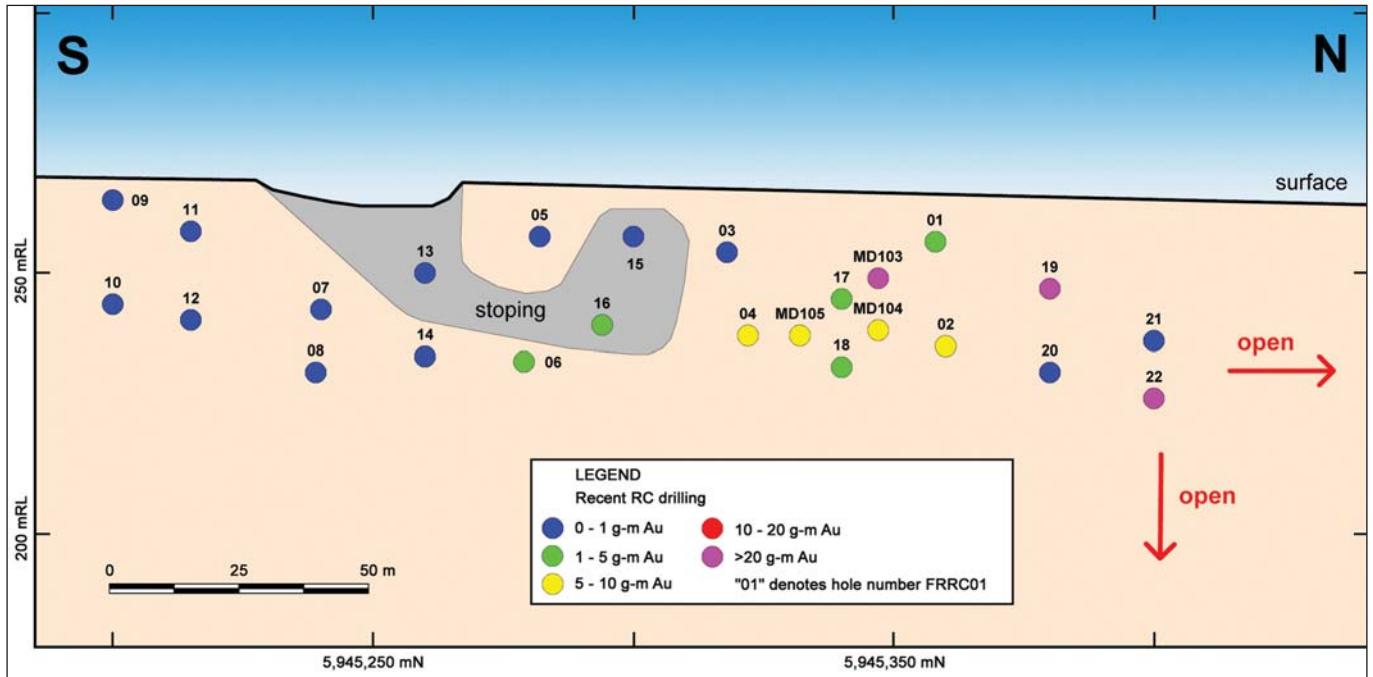 S
N
surface
09
11
05
03
01
13
15
MD103
19
10
12
07
17
250 mRL
stoping
16
04
MD105
MD104
02
21
open
08
14
06
18
20
22
open
200 mRL
LEGEND
Recent RC drilling
0 - 1 g-m Au
10 - 20 g-m Au
1 - 5 g-m Au
>20 g-m Au
5 - 10 g-m Au
"01" denotes hole number FRRC01
0 25 50 m
5,945,250 mN
5,945,350 mN